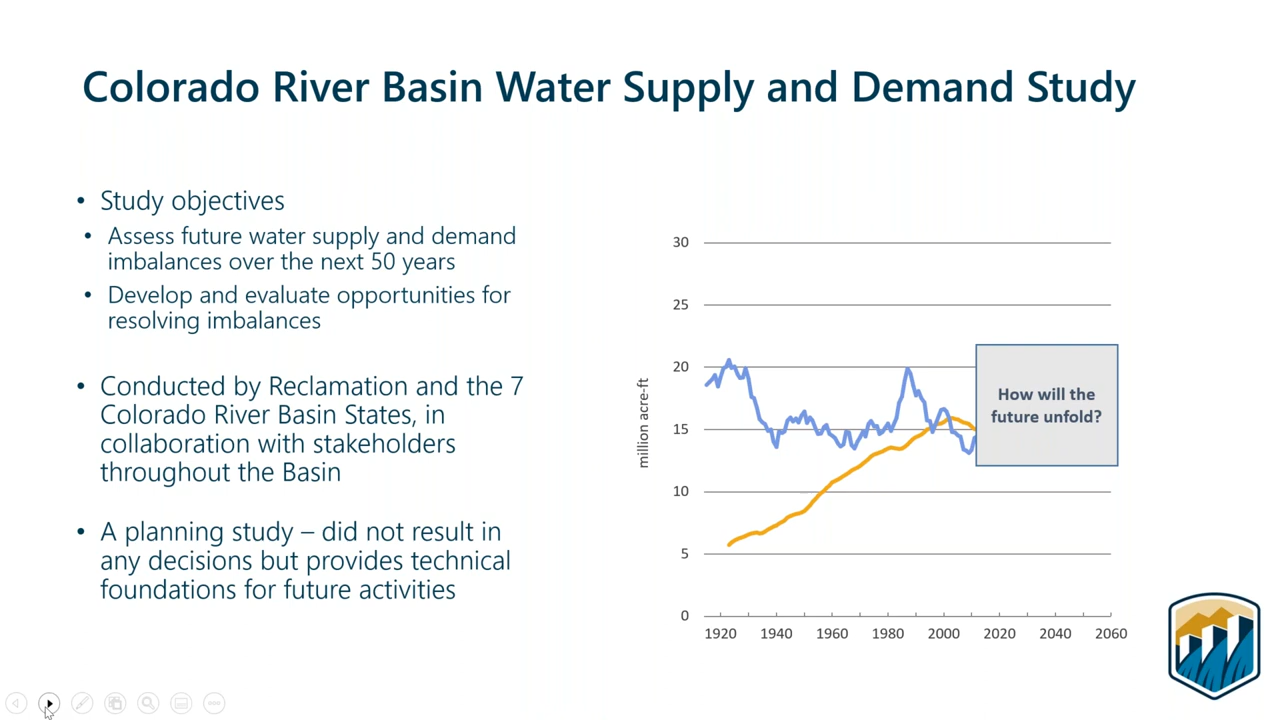 Colorado River Basin Water Supply and Demand Study
• Study objectives
• Assess future water supply and demand
imbalances over the next 50 years
• Develop and evaluate opportunities for
resolving imbalances
• Conducted by Reclamation and the 7
Colorado River Basin States, in
collaboration with stakeholders
throughout the Basin
• A planning study – did not result in
any decisions but provides technical
foundations for future activities
million acre-ft
30
25
20
15
10
5
0
How will the
future unfold?
1920 1940 1960 1980 2000 2020 2040 2060